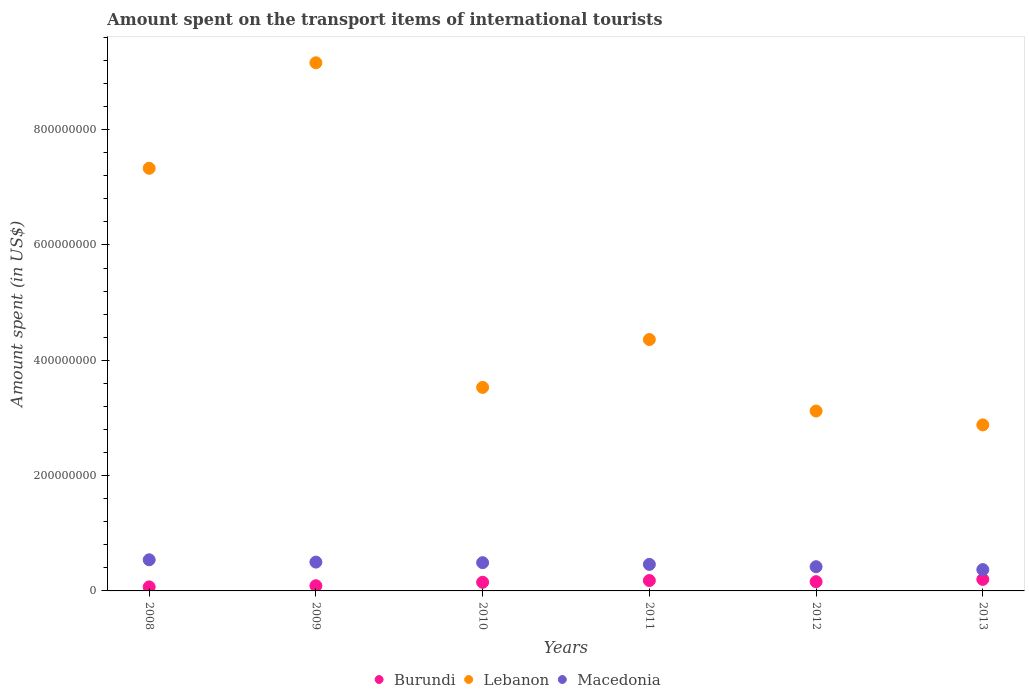 Amount spent on the transport items of international tourists
Amount spent (in US$)
800000000
600000000
400000000
200000000
0
2008
2009
2010
2011
2012
2013
Years
Burundi
Lebanon
Macedonia